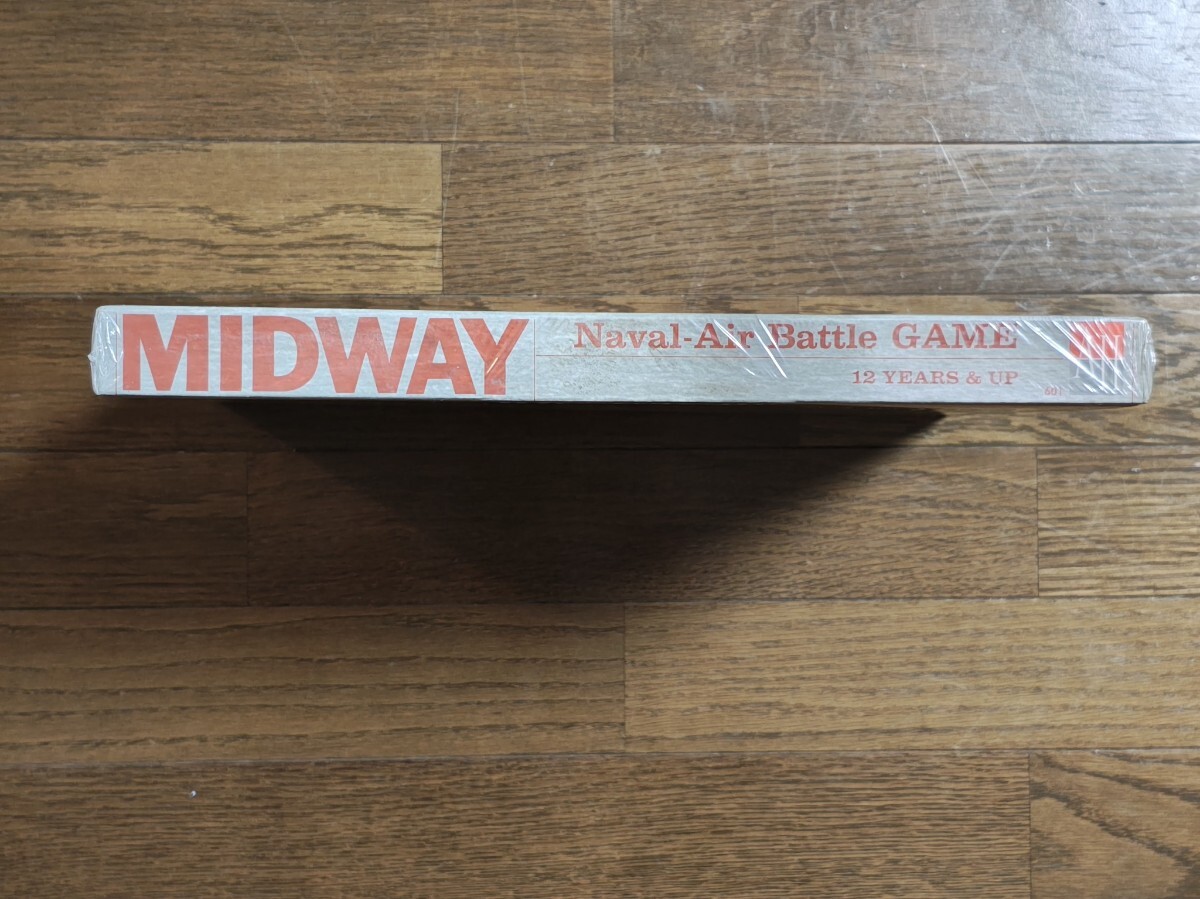 MIDWAY
Naval-Air Battle GAME
12 YEARS & UP